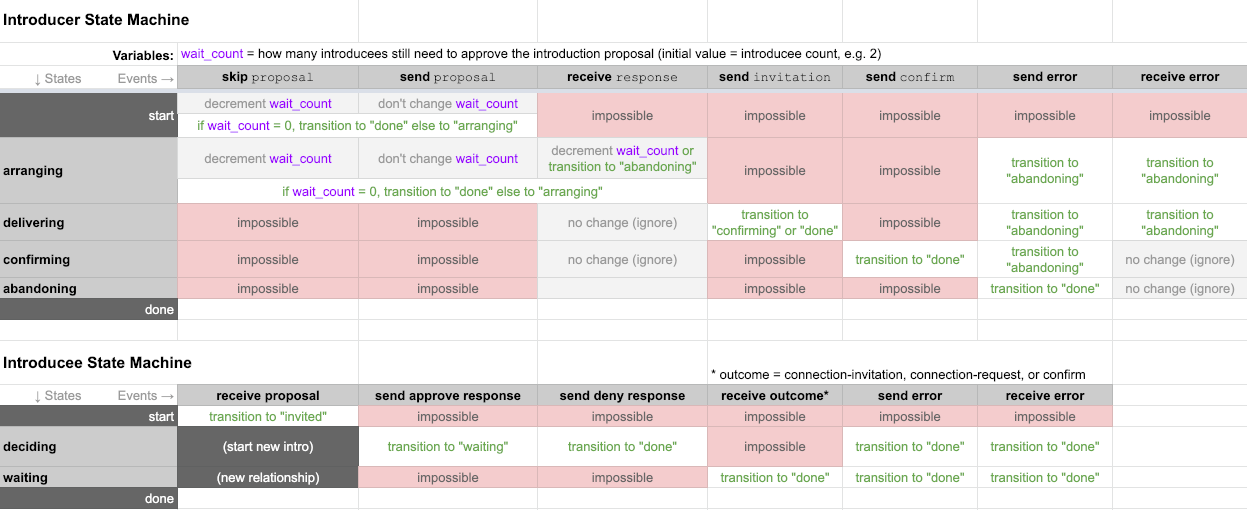 Introducer State Machine
Variables: wait_count = how many introducees still need to approve the introduction proposal (initial value = introducee count, e.g. 2)
↓ States Events → skip proposal send proposal receive response send invitation send confirm send error receive error
start decrement wait_count don't change wait_count impossible impossible impossible impossible impossible
if wait_count = 0, transition to "done" else to "arranging"
arranging decrement wait_count don't change wait_count decrement wait_count or transition to "abandoning" impossible impossible transition to "abandoning" transition to "abandoning"
if wait_count = 0, transition to "done" else to "arranging"
delivering impossible impossible no change (ignore) transition to "confirming" or "done" impossible transition to "abandoning" transition to "abandoning"
confirming impossible impossible no change (ignore) impossible transition to "done" transition to "abandoning" no change (ignore)
abandoning impossible impossible impossible impossible transition to "done" no change (ignore)
done
Introducee State Machine
* outcome = connection-invitation, connection-request, or confirm
↓ States Events → receive proposal send approve response send deny response receive outcome* send error receive error
start transition to "invited" impossible impossible impossible impossible impossible
deciding (start new intro) transition to "waiting" transition to "done" impossible transition to "done" transition to "done"
waiting (new relationship) impossible impossible transition to "done" transition to "done" transition to "done"
done